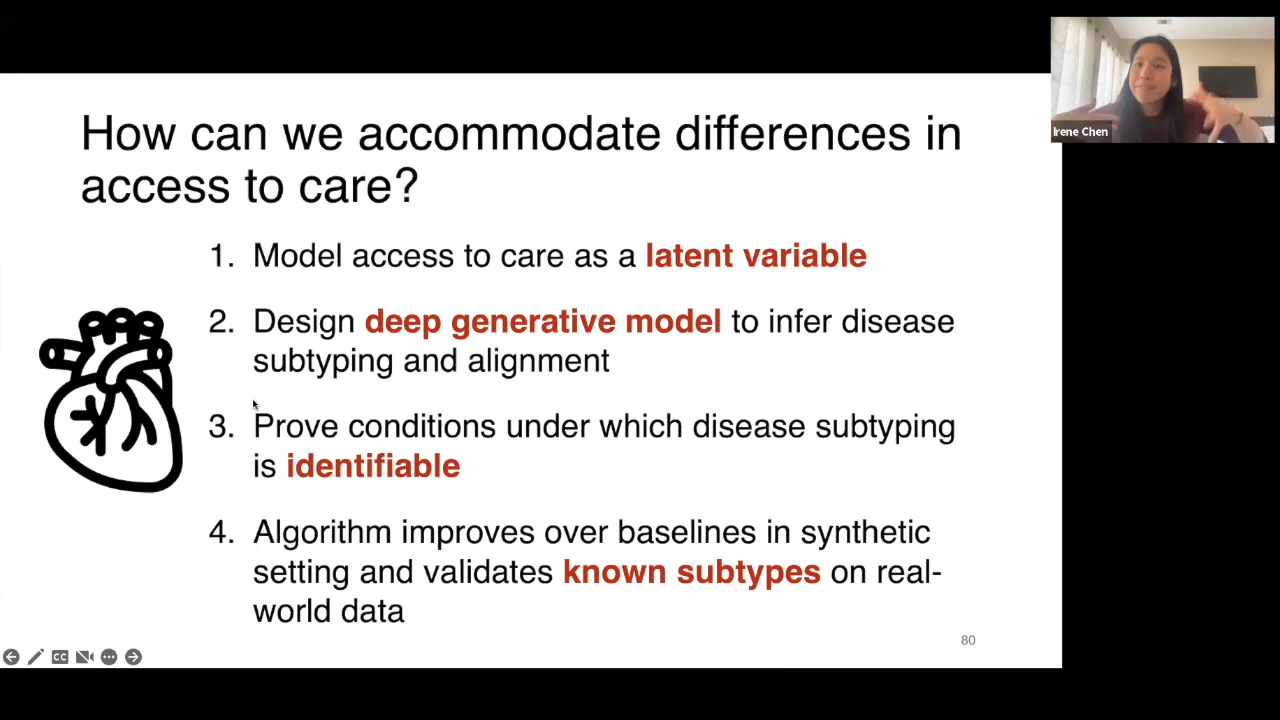 How can we accommodate differences in
access to care?
1. Model access to care as a latent variable
2. Design deep generative model to infer disease
subtyping and alignment
3. Prove conditions under which disease subtyping
is identifiable
4. Algorithm improves over baselines in synthetic
setting and validates known subtypes on real-
world data
80
CC
Irene Chen